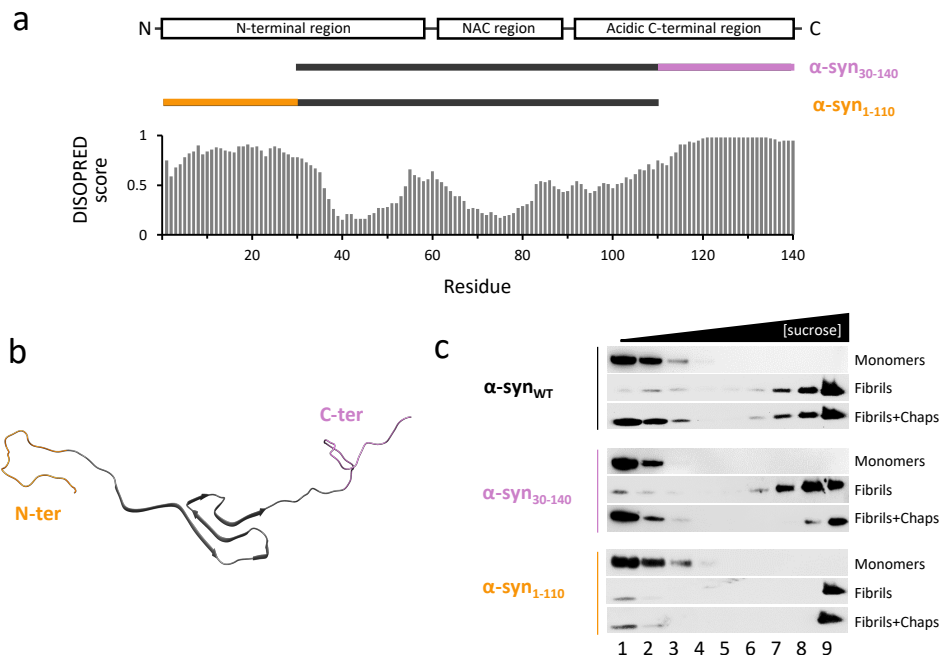 a
N N-terminal region NAC region Acidic C-terminal region C
α-syn30-140
α-syn1-110
DISOPRED
score
1
0.5
0
0 20 40 60 80 100 120 140
Residue
b
C-ter
N-ter
c
[sucrose]
α-synWT
Monomers
Fibrils
Fibrils+Chaps
α-syn30-140
Monomers
Fibrils
Fibrils+Chaps
α-syn1-110
Monomers
Fibrils
Fibrils+Chaps
1 2 3 4 5 6 7 8 9